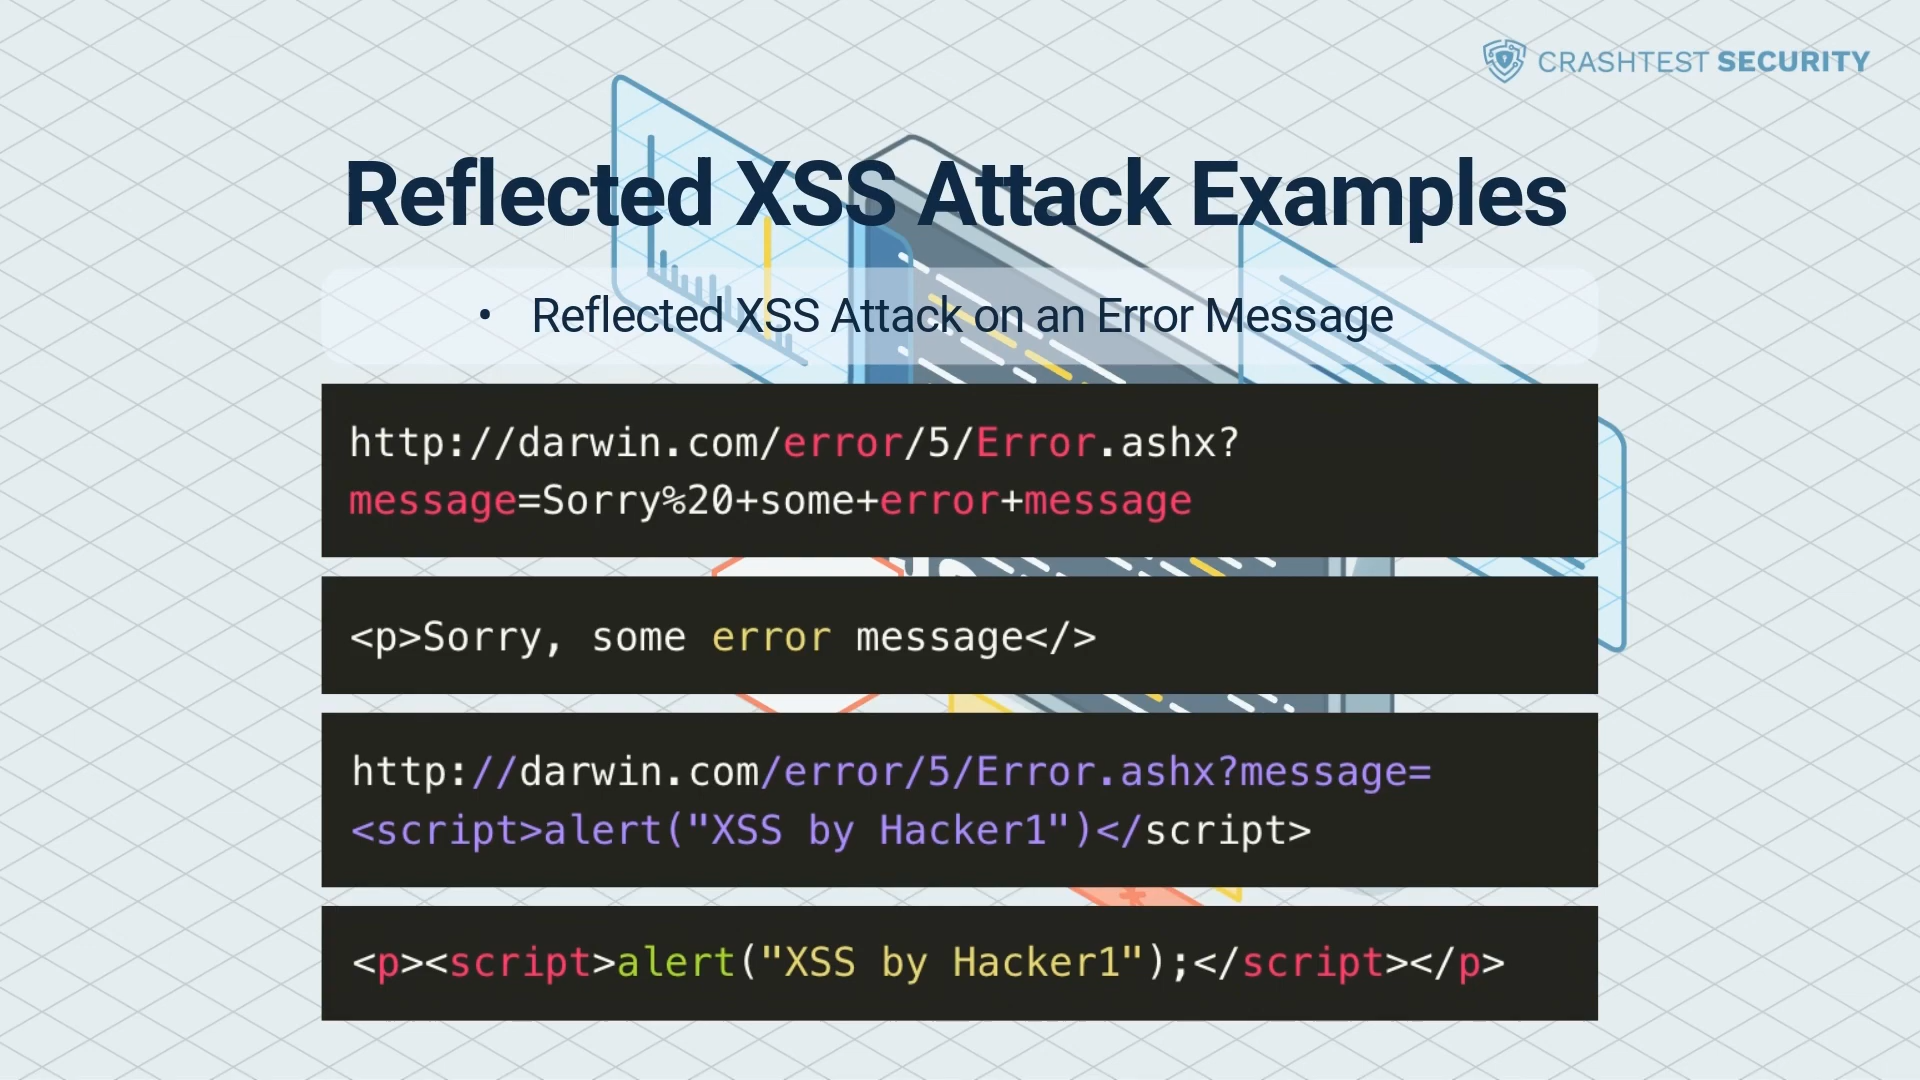 CRASHTEST SECURITY
Reflected XSS Attack Examples
• Reflected XSS Attack on an Error Message
http://darwin.com/error/5/Error.ashx?
message=Sorry%20+some+error+message
<p>Sorry, some error message</>
http://darwin.com/error/5/Error.ashx?message=
<script>alert("XSS by Hacker1")</script>
<p><script>alert("XSS by Hacker1");</script></p>